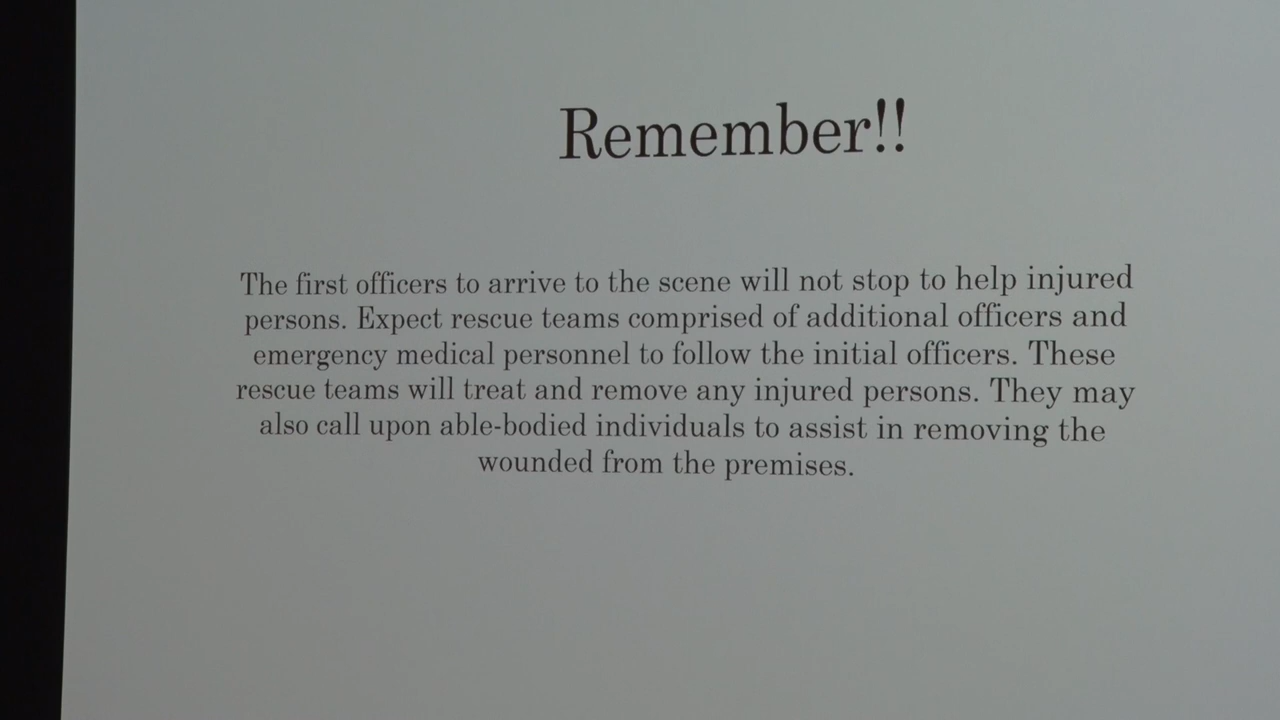 Remember!!
The first officers to arrive to the scene will not stop to help injured
persons. Expect rescue teams comprised of additional officers and
emergency medical personnel to follow the initial officers. These
rescue teams will treat and remove any injured persons. They may
also call upon able-bodied individuals to assist in removing the
wounded from the premises.